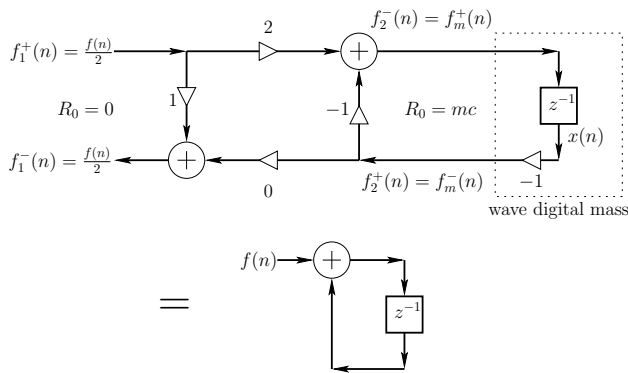 2
f_2^-(n) = f_m^+(n)
f_1^+(n) = f(n)/2
+
1
R_0 = 0
−1
R_0 = mc
z^{-1}
x(n)
f_1^-(n) = f(n)/2
+
0
f_2^+(n) = f_m^-(n)
−1
wave digital mass
=
f(n)
+
z^{-1}